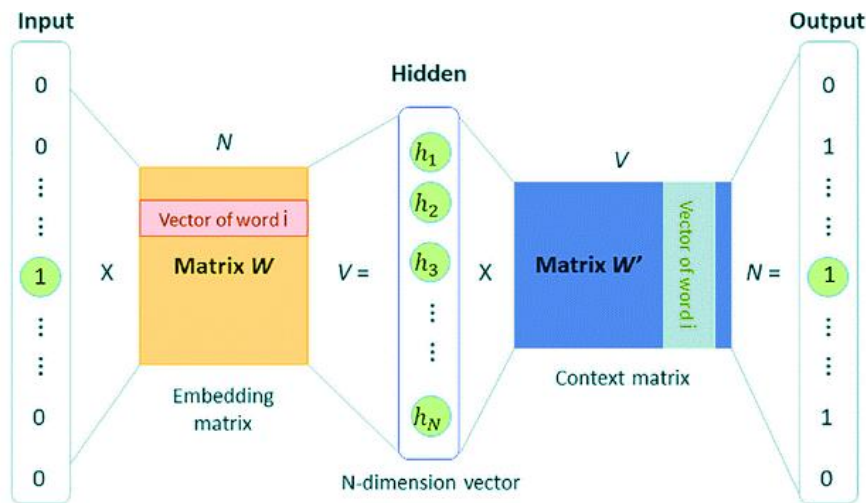 Input
0
0
⋮
⋮
1
⋮
⋮
0
0
X
N
Vector of word i
Matrix W
Embedding
matrix
V =
Hidden
h₁
h₂
h₃
⋮
⋮
h_N
N-dimension vector
X
V
Matrix W'
Vector of word j
Context matrix
N =
Output
0
1
⋮
⋮
1
⋮
⋮
1
0